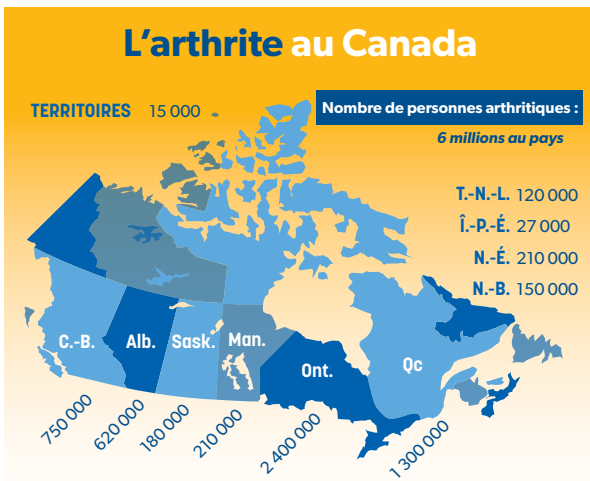 L'arthrite au Canada
TERRITOIRES 15 000
Nombre de personnes arthritiques :
6 millions au pays
T.-N.-L. 120 000
Î.-P.-É. 27 000
N.-É. 210 000
N.-B. 150 000
C.-B.
Alb.
Sask.
Man.
Ont.
Qc
750 000
620 000
180 000
210 000
2 400 000
1 300 000